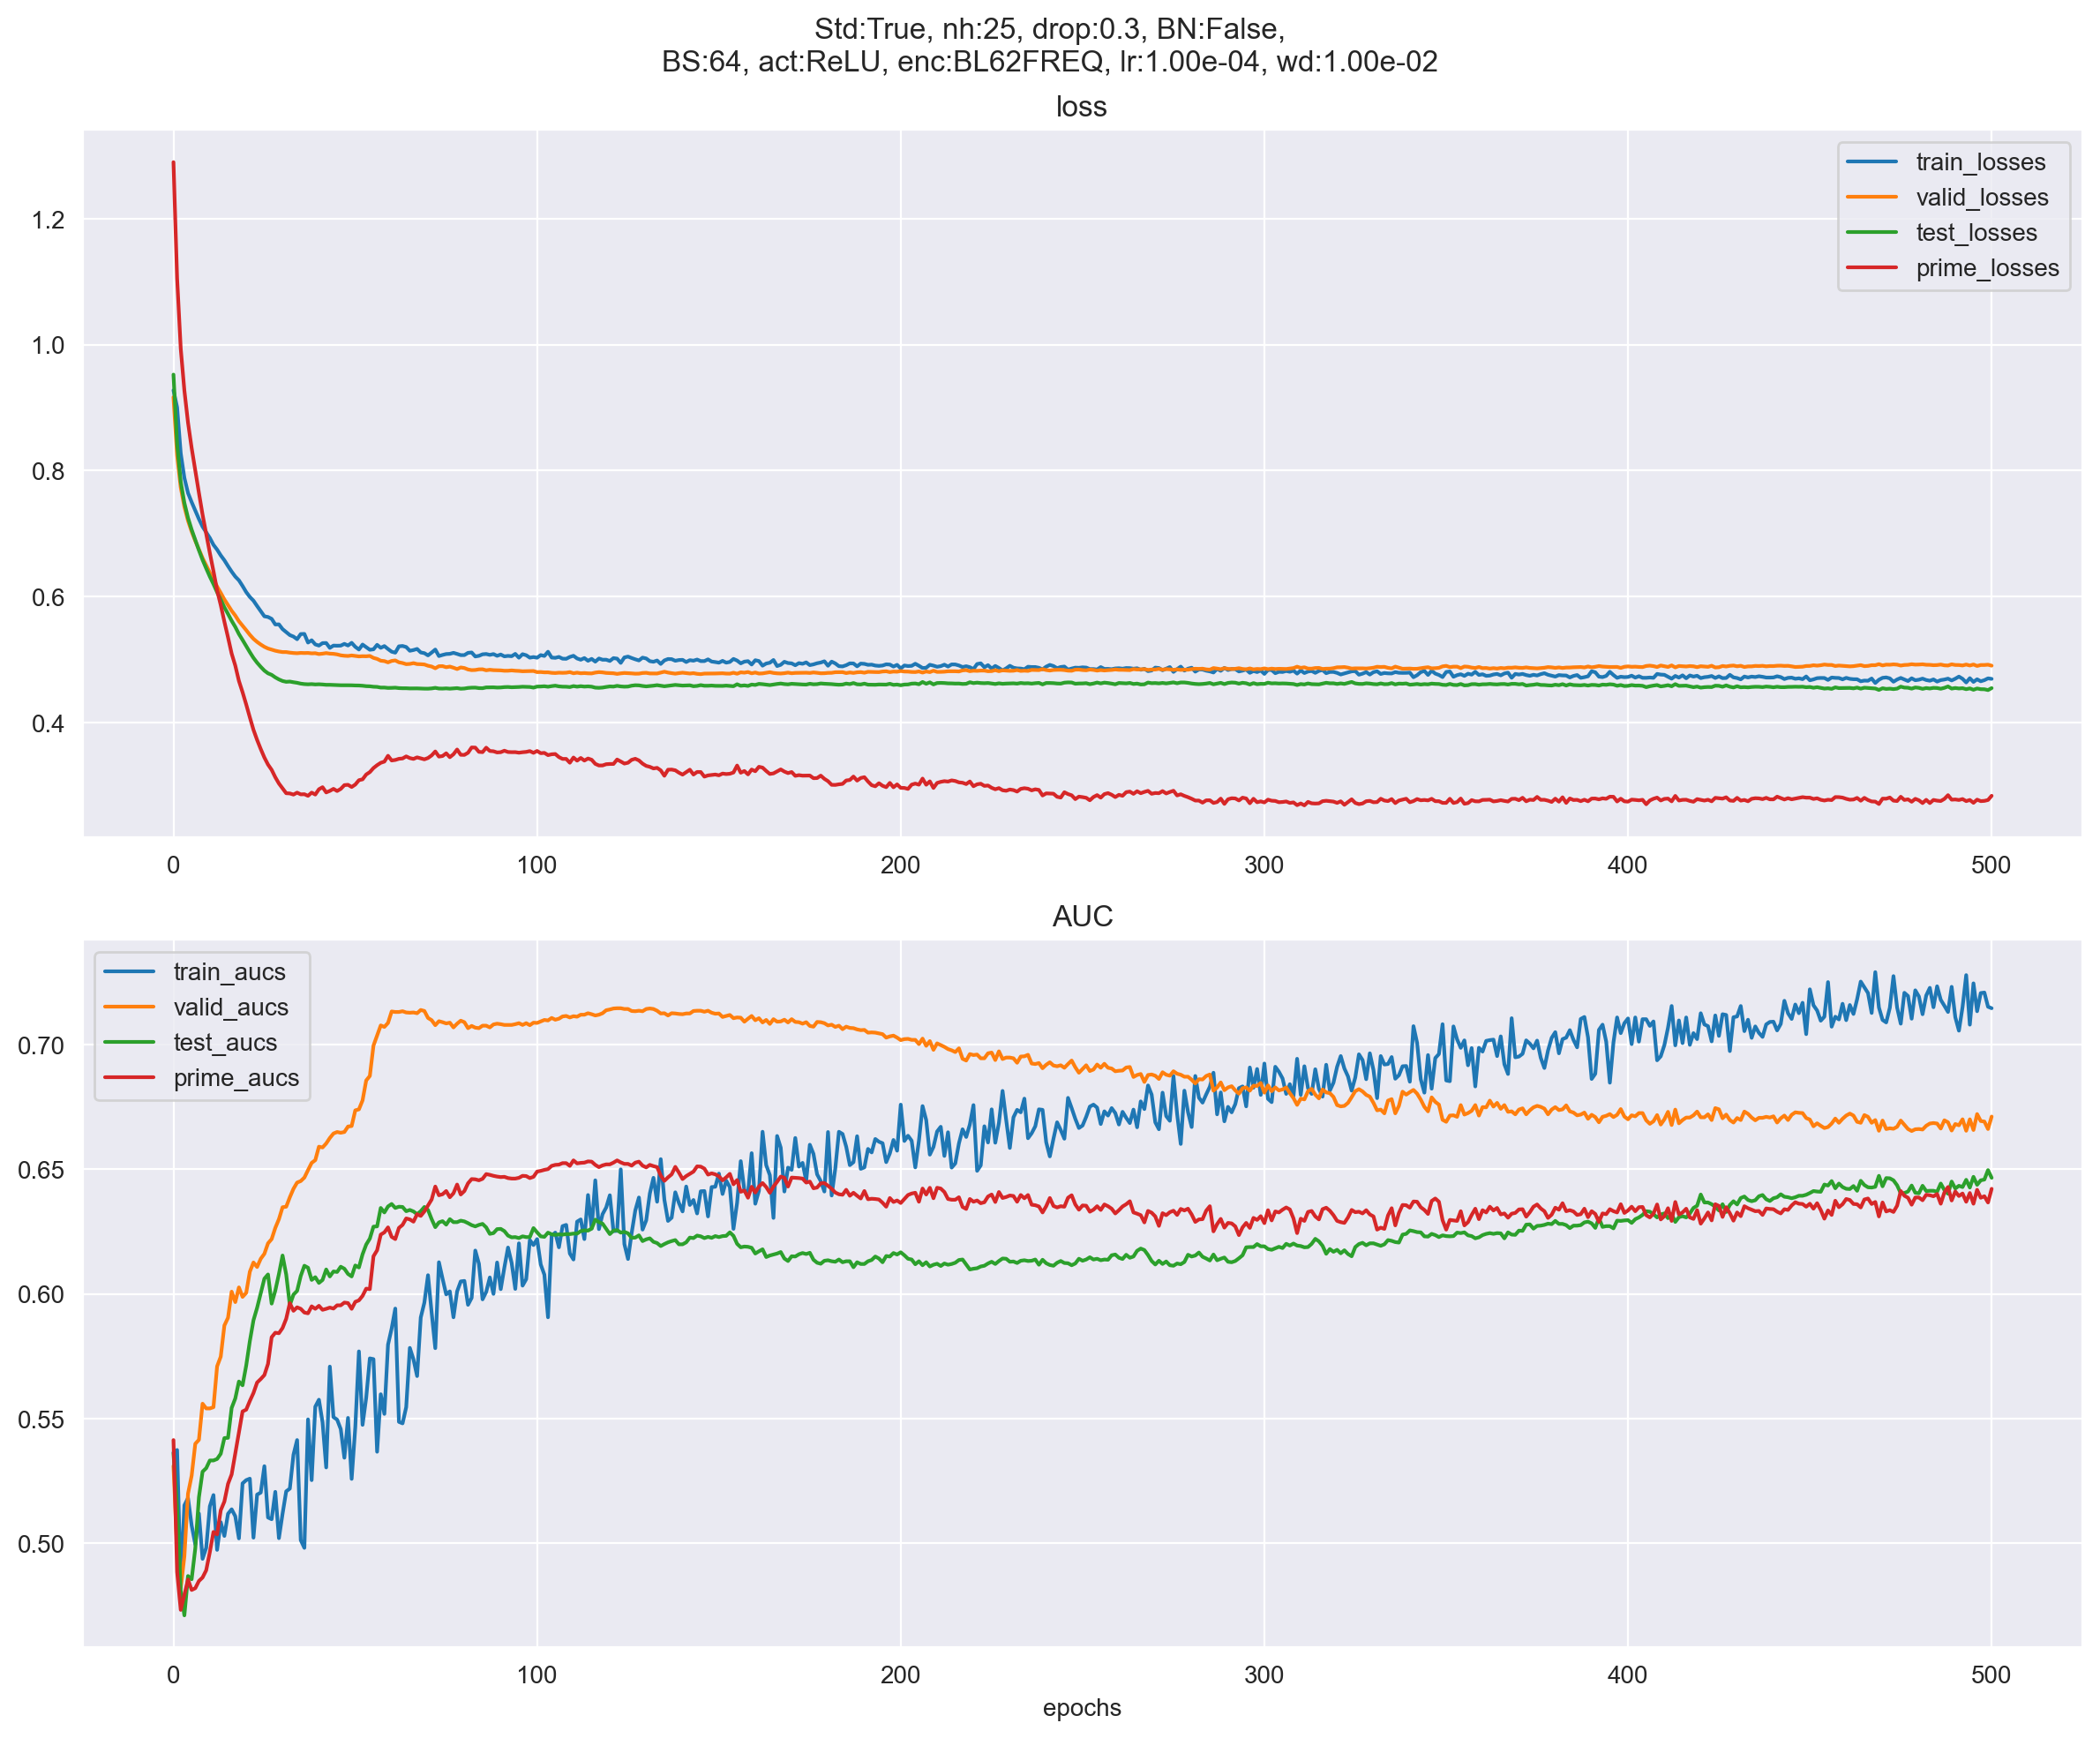 Std:True, nh:25, drop:0.3, BN:False,
BS:64, act:ReLU, enc:BL62FREQ, lr:1.00e-04, wd:1.00e-02
loss
train_losses
valid_losses
test_losses
prime_losses
1.2
1.0
0.8
0.6
0.4
0 100 200 300 400 500
AUC
train_aucs
valid_aucs
test_aucs
prime_aucs
0.70
0.65
0.60
0.55
0.50
0 100 200 300 400 500
epochs